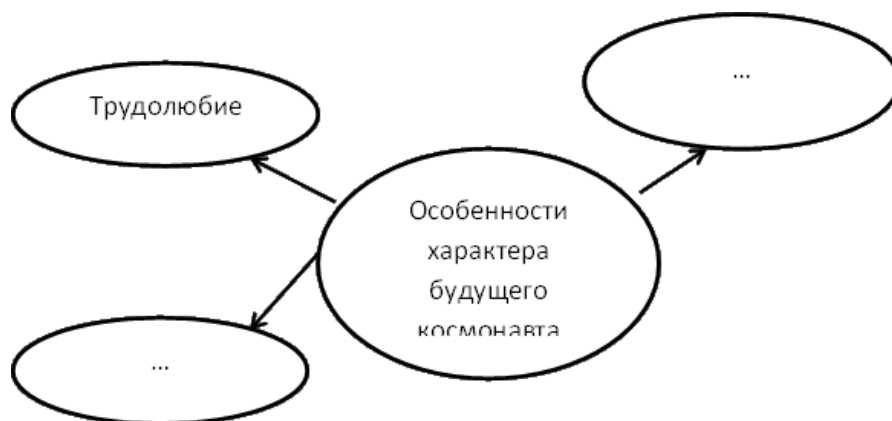 Трудолюбие
...
Особенности
характера
будущего
космонавта
...